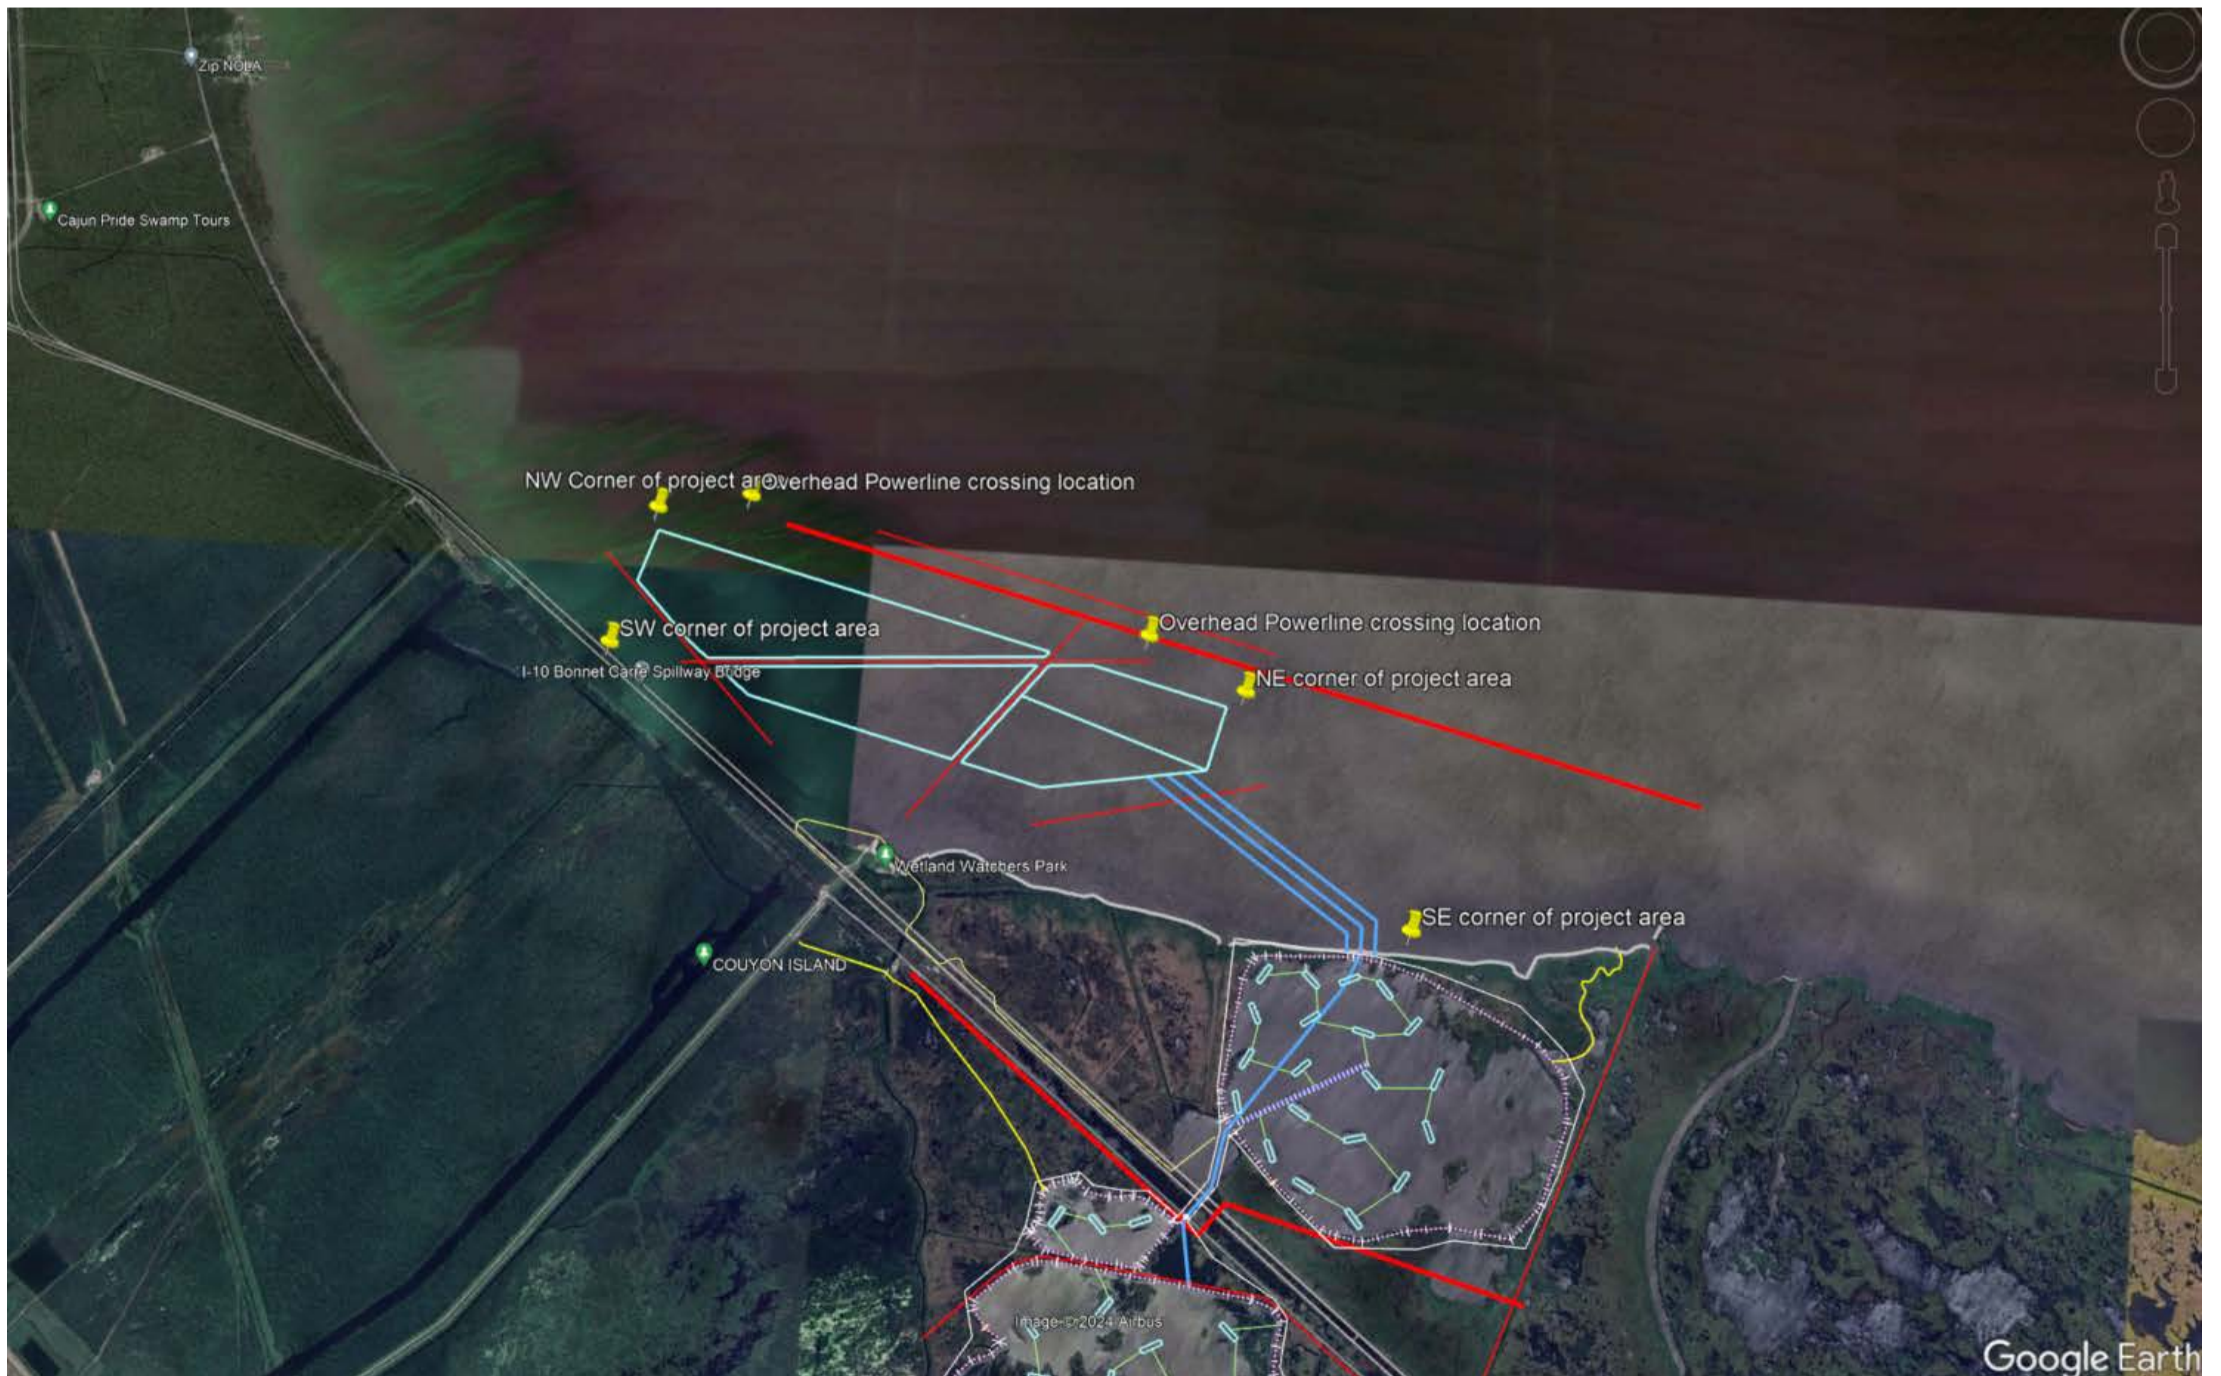 Zip NOLA
Cajun Pride Swamp Tours
NW Corner of project area
Overhead Powerline crossing location
Overhead Powerline crossing location
SW corner of project area
I-10 Bonnet Carre Spillway Bridge
NE corner of project area
Wetland Watchers Park
SE corner of project area
COUYON ISLAND
Image © 2024 Airbus
Google Earth